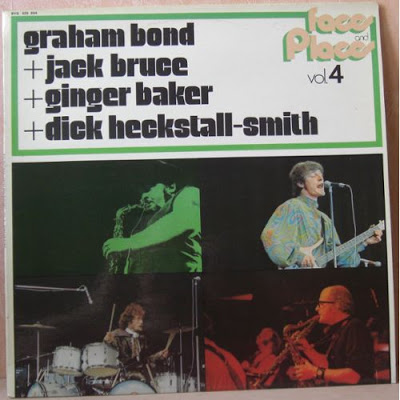 graham bond
+jack bruce
+ginger baker
+dick heckstall-smith
faces
and
Places
vol.4